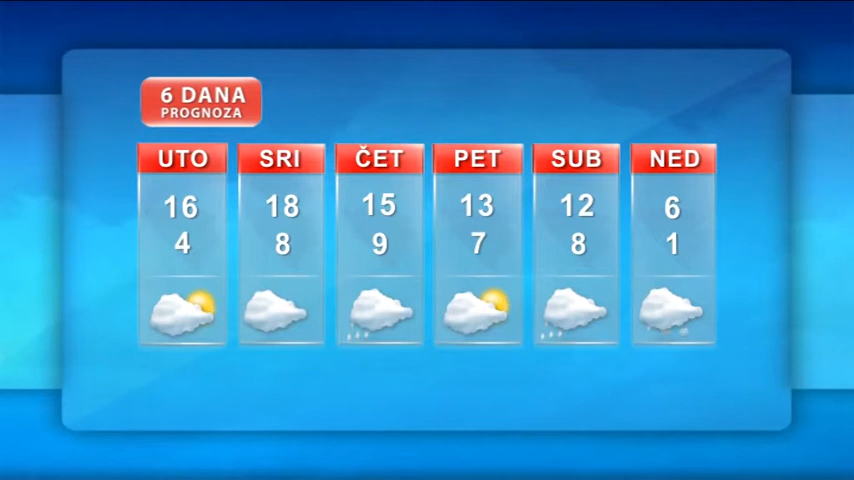 6 DANA
PROGNOZA
UTO SRI ČET PET SUB NED
16 18 15 13 12 6
4 8 9 7 8 1